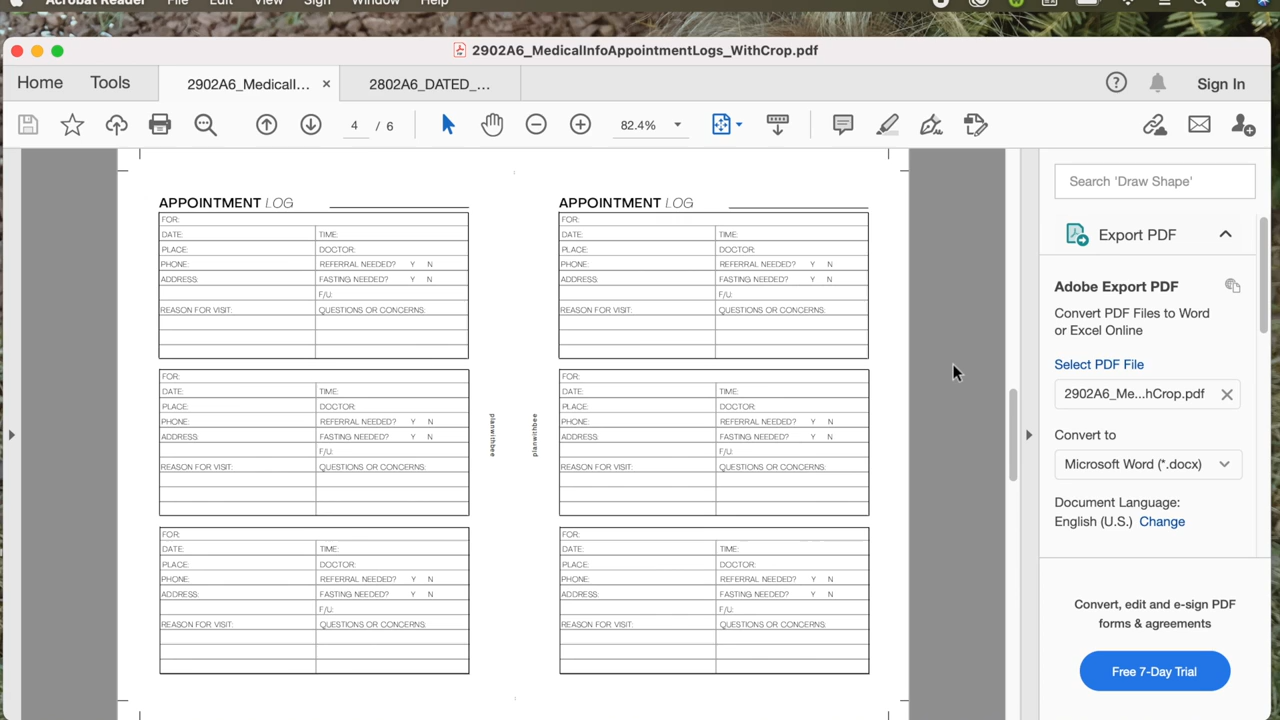 Acrobat Reader File Edit View Sign Window Help
2902A6_MedicalInfoAppointmentLogs_WithCrop.pdf
Home Tools 2902A6_Medicall... × 2802A6_DATED_... Sign In
4 / 6 82.4%
APPOINTMENT LOG
FOR:
DATE: TIME:
PLACE: DOCTOR:
PHONE: REFERRAL NEEDED? Y N
ADDRESS: FASTING NEEDED? Y N
F/U:
REASON FOR VISIT: QUESTIONS OR CONCERNS:
FOR:
DATE: TIME:
PLACE: DOCTOR:
PHONE: REFERRAL NEEDED? Y N
ADDRESS: FASTING NEEDED? Y N
F/U:
REASON FOR VISIT: QUESTIONS OR CONCERNS:
FOR:
DATE: TIME:
PLACE: DOCTOR:
PHONE: REFERRAL NEEDED? Y N
ADDRESS: FASTING NEEDED? Y N
F/U:
REASON FOR VISIT: QUESTIONS OR CONCERNS:
planwithbee
planwithbee
APPOINTMENT LOG
FOR:
DATE: TIME:
PLACE: DOCTOR:
PHONE: REFERRAL NEEDED? Y N
ADDRESS: FASTING NEEDED? Y N
F/U:
REASON FOR VISIT: QUESTIONS OR CONCERNS:
FOR:
DATE: TIME:
PLACE: DOCTOR:
PHONE: REFERRAL NEEDED? Y N
ADDRESS: FASTING NEEDED? Y N
F/U:
REASON FOR VISIT: QUESTIONS OR CONCERNS:
FOR:
DATE: TIME:
PLACE: DOCTOR:
PHONE: REFERRAL NEEDED? Y N
ADDRESS: FASTING NEEDED? Y N
F/U:
REASON FOR VISIT: QUESTIONS OR CONCERNS:
Search 'Draw Shape'
Export PDF
Adobe Export PDF
Convert PDF Files to Word
or Excel Online
Select PDF File
2902A6_Me...hCrop.pdf
Convert to
Microsoft Word (*.docx)
Document Language:
English (U.S.) Change
Convert, edit and e-sign PDF
forms & agreements
Free 7-Day Trial